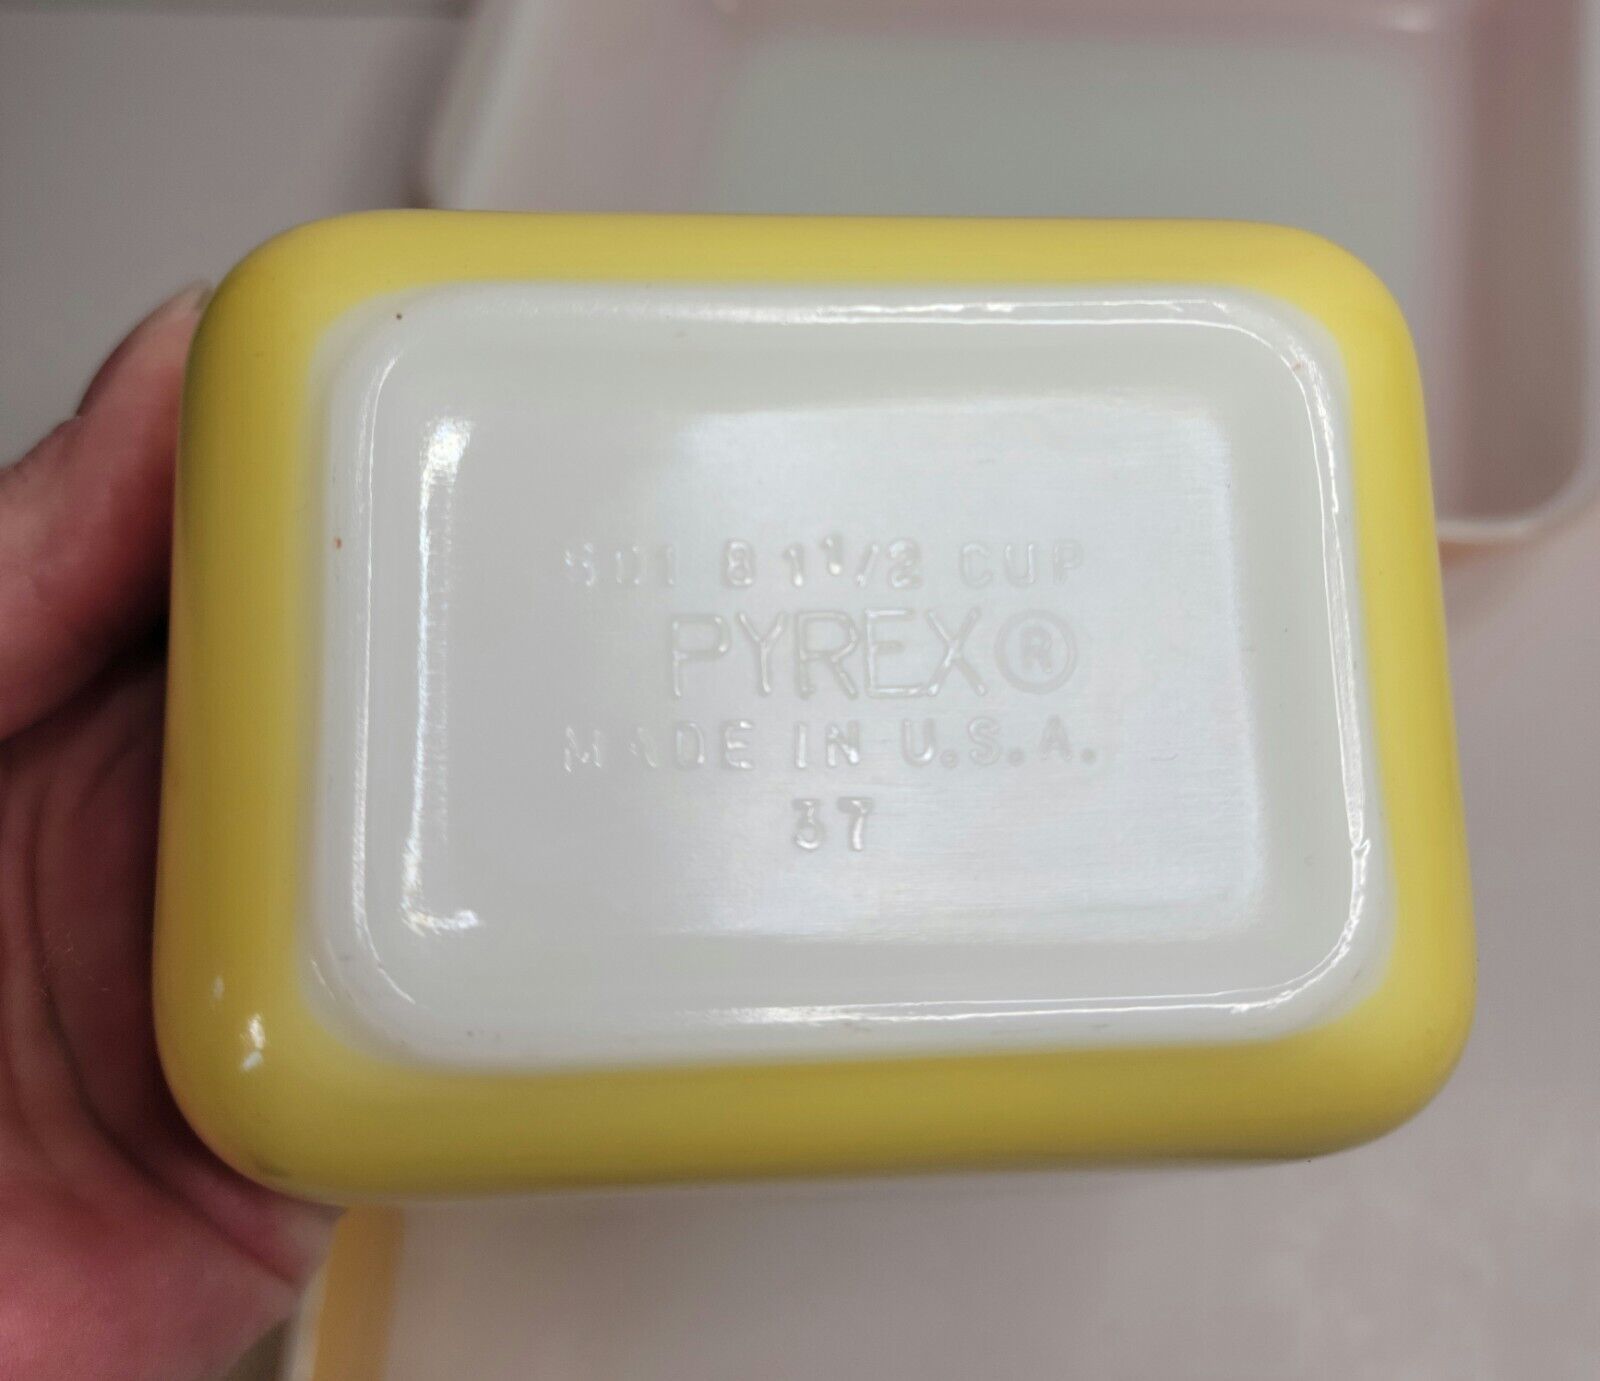 501 B 1 1/2 CUP
PYREX®
MADE IN U.S.A.
37